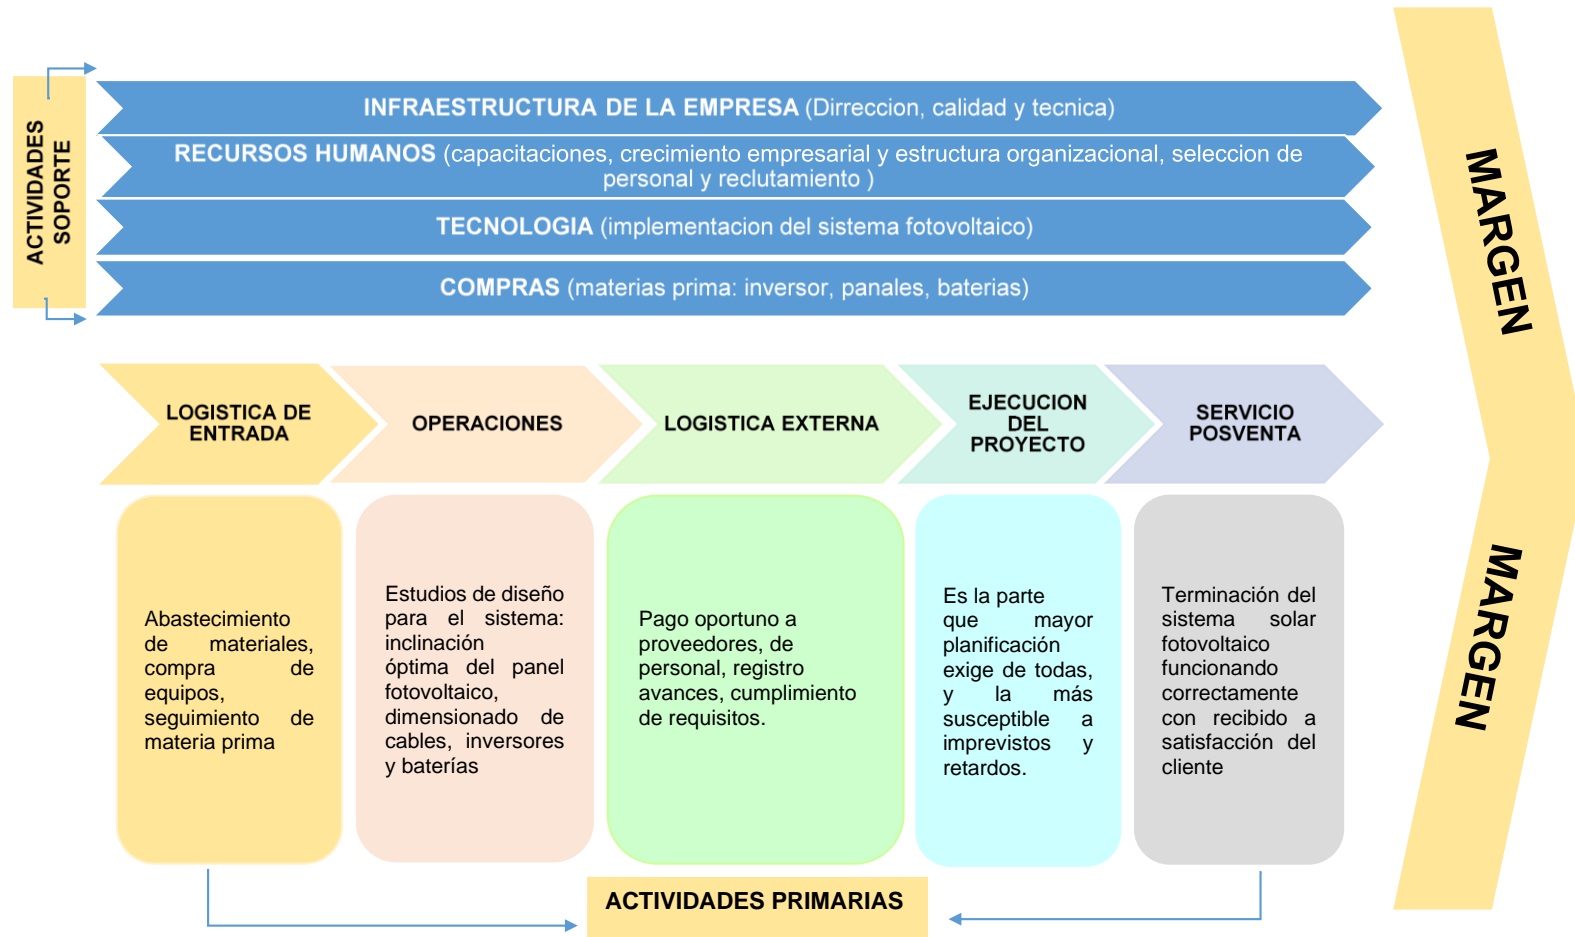 ACTIVIDADES
SOPORTE
INFRAESTRUCTURA DE LA EMPRESA (Dirreccion, calidad y tecnica)
RECURSOS HUMANOS (capacitaciones, crecimiento empresarial y estructura organizacional, seleccion de
personal y reclutamiento )
TECNOLOGIA (implementacion del sistema fotovoltaico)
COMPRAS (materias prima: inversor, panales, baterias)
MARGEN
MARGEN
LOGISTICA DE
ENTRADA
OPERACIONES
LOGISTICA EXTERNA
EJECUCION
DEL
PROYECTO
SERVICIO
POSVENTA
Abastecimiento
de materiales,
compra de
equipos,
seguimiento de
materia prima
Estudios de diseño
para el sistema:
inclinación
óptima del panel
fotovoltaico,
dimensionado de
cables, inversores
y baterías
Pago oportuno a
proveedores, de
personal, registro
avances, cumplimiento
de requisitos.
Es la parte
que mayor
planificación
exige de todas,
y la más
susceptible a
imprevistos y
retardos.
Terminación del
sistema solar
fotovoltaico
funcionando
correctamente
con recibido a
satisfacción del
cliente
ACTIVIDADES PRIMARIAS